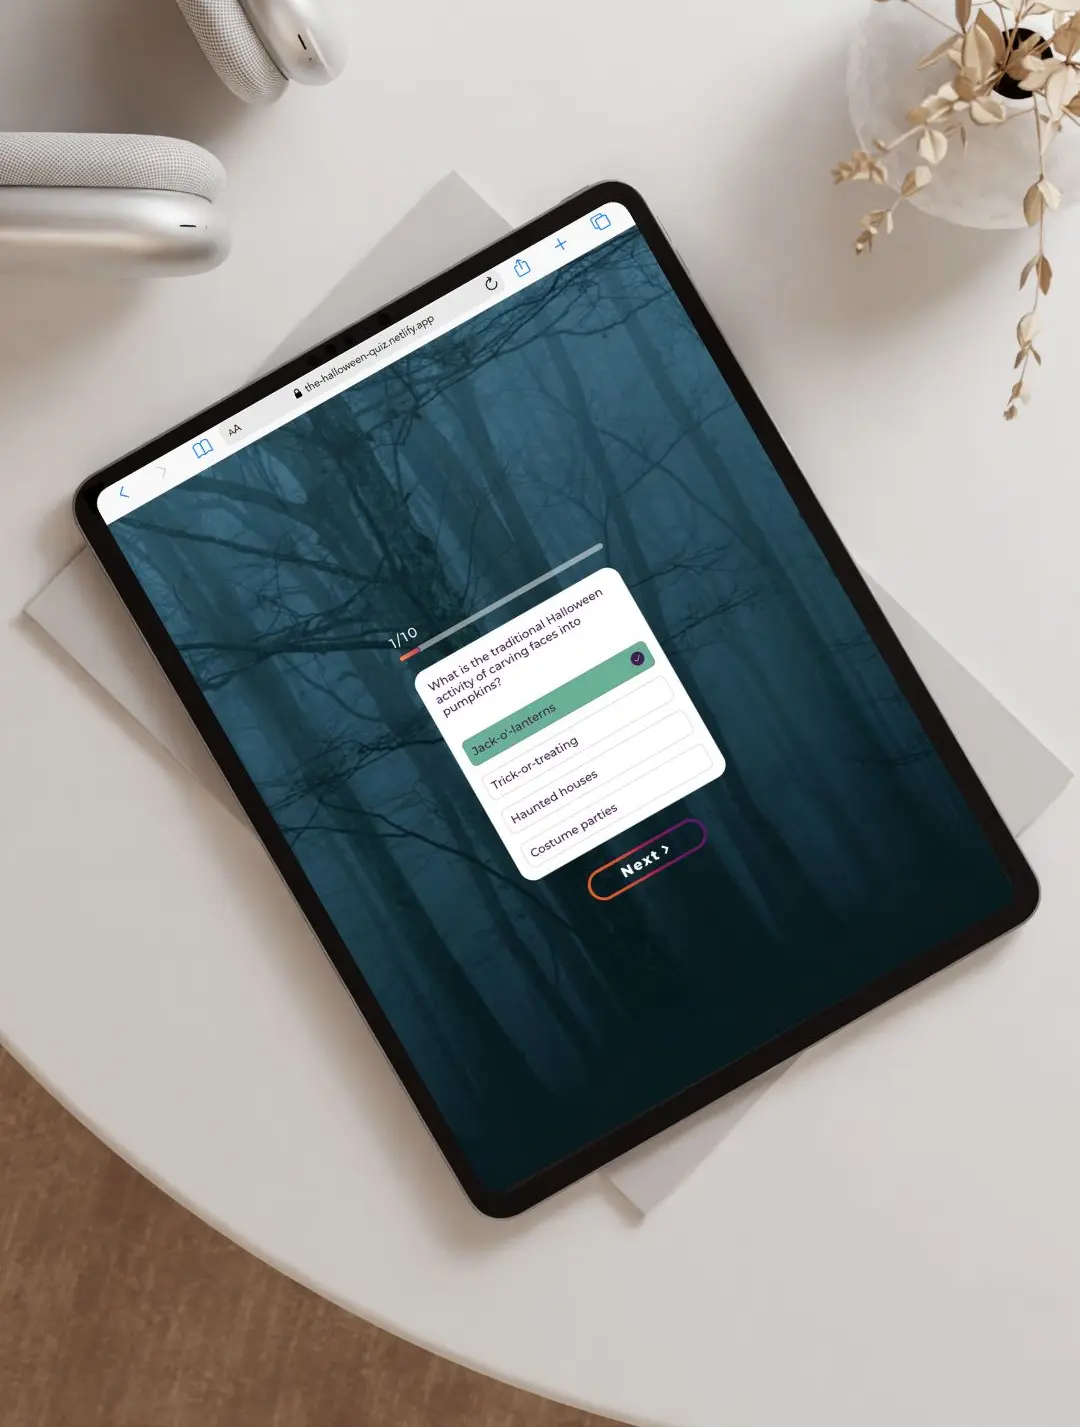 AA the-halloween-quiz.netlify.app
1/10
What is the traditional Halloween
activity of carving faces into
pumpkins?
Jack-o'-lanterns
Trick-or-treating
Haunted houses
Costume parties
Next >